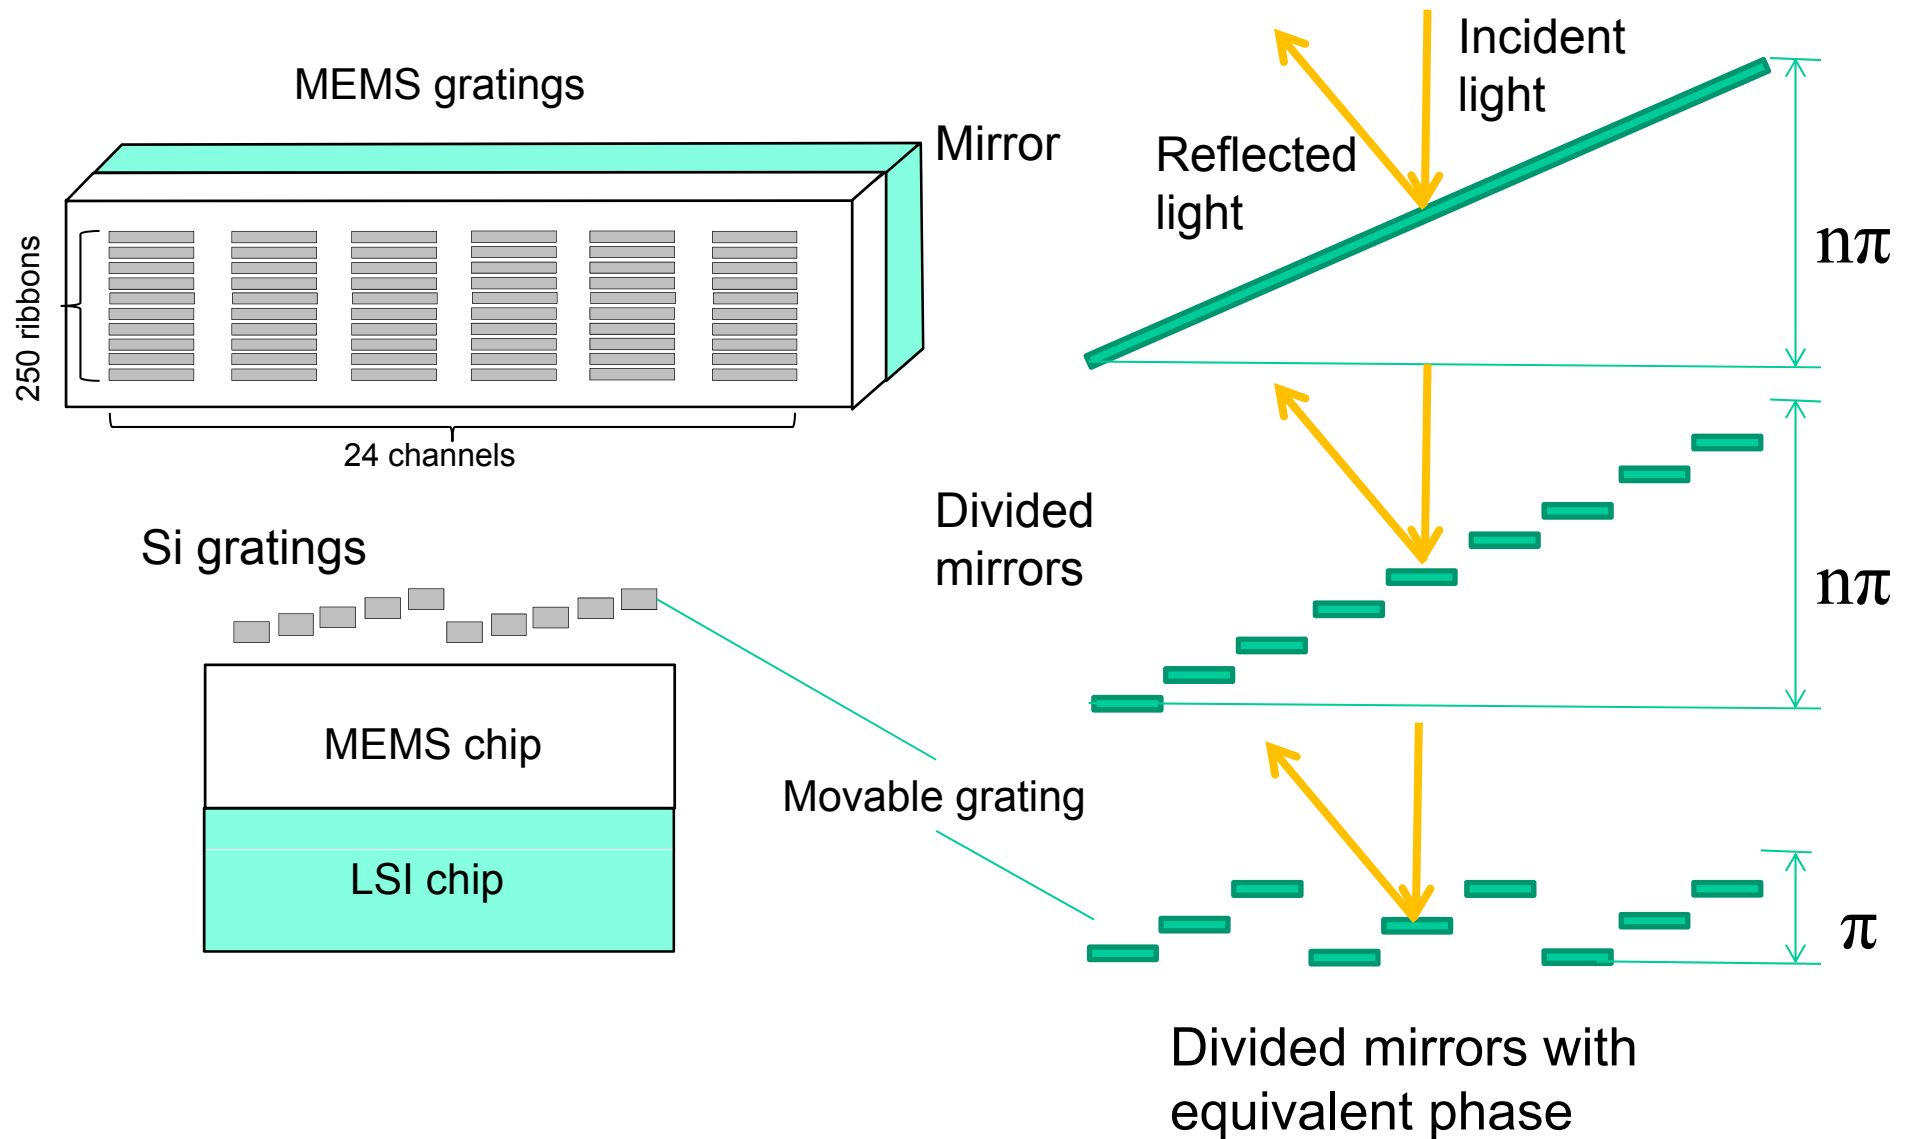 MEMS gratings
Mirror
250 ribbons
24 channels
Si gratings
MEMS chip
LSI chip
Movable grating
Incident
light
Reflected
light
nπ
Divided
mirrors
nπ
π
Divided mirrors with
equivalent phase